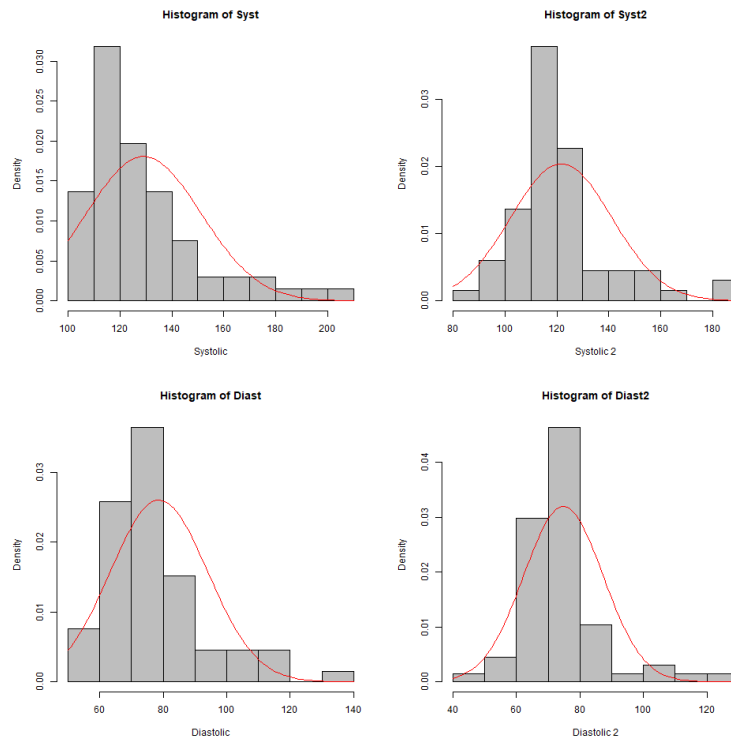 Histogram of Syst
Density
0.000 0.005 0.010 0.015 0.020 0.025 0.030
100 120 140 160 180 200
Systolic
Histogram of Syst2
Density
0.00 0.01 0.02 0.03
80 100 120 140 160 180
Systolic 2
Histogram of Diast
Density
0.00 0.01 0.02 0.03
60 80 100 120 140
Diastolic
Histogram of Diast2
Density
0.00 0.01 0.02 0.03 0.04
40 60 80 100 120
Diastolic 2